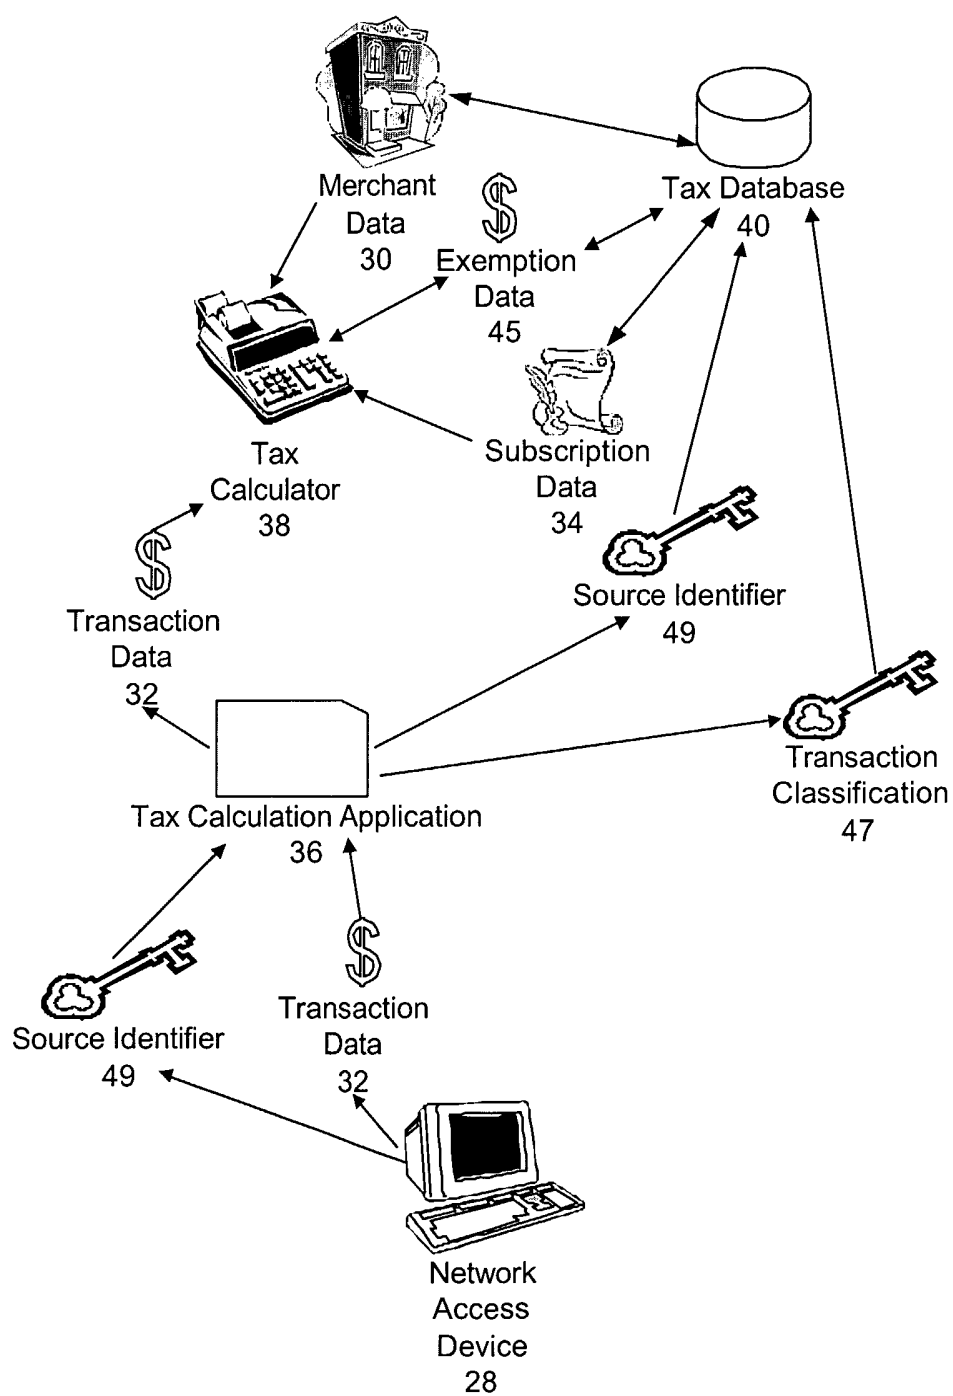 Merchant
Data
30
Tax Database
40
Exemption
Data
45
Subscription
Data
34
Tax
Calculator
38
Source Identifier
49
Transaction
Data
32
Transaction
Classification
47
Tax Calculation Application
36
Source Identifier
49
Transaction
Data
32
Network
Access
Device
28